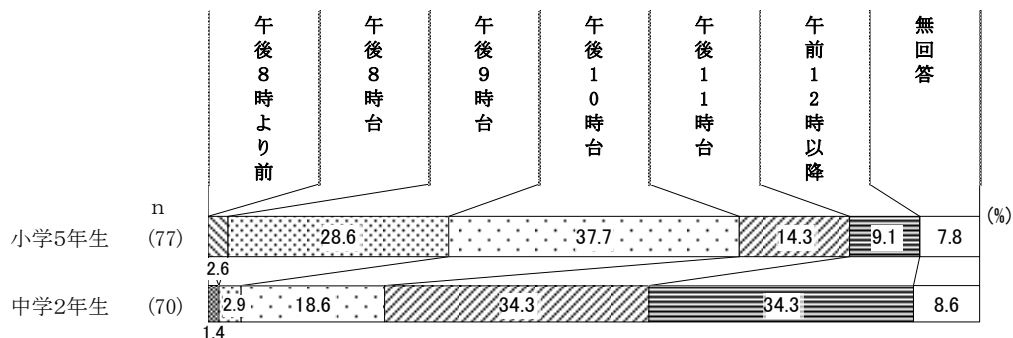 午後8時より前
午後8時台
午後9時台
午後10時台
午後11時台
午前12時以降
無回答
n
(%)
小学5年生 (77) 28.6 37.7 14.3 9.1 7.8
2.6
中学2年生 (70) 2.9 18.6 34.3 34.3 8.6
1.4